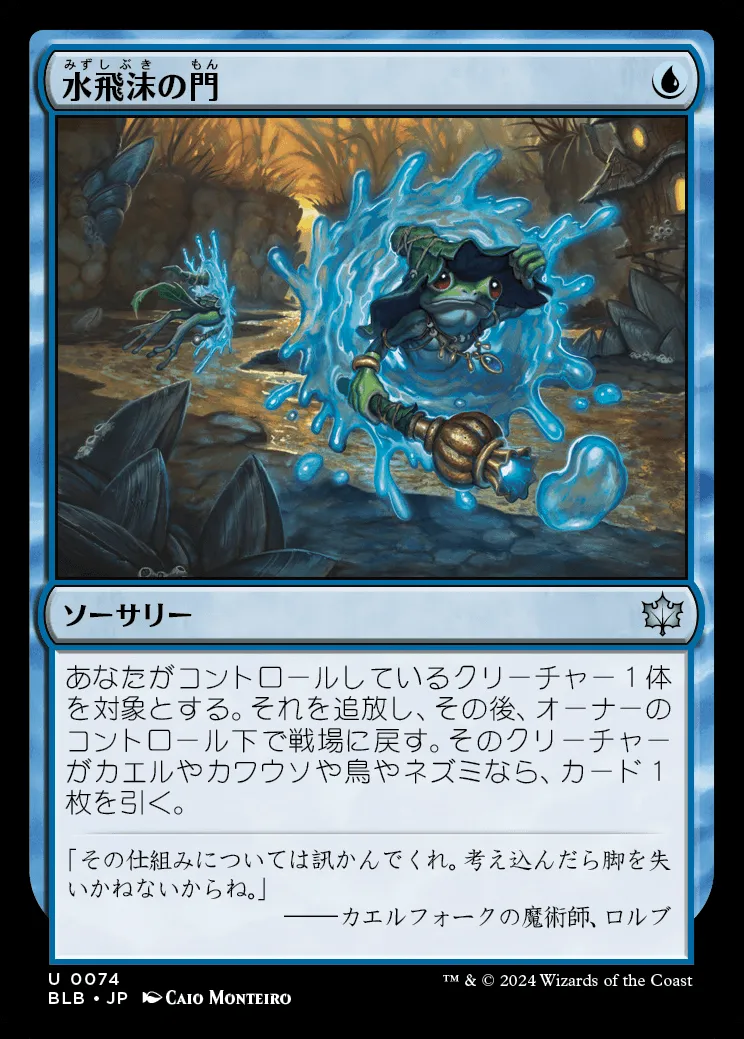 みずしぶき もん
水飛沫の門
ソーサリー
あなたがコントロールしているクリーチャー１体
を対象とする。それを追放し、その後、オーナーの
コントロール下で戦場に戻す。そのクリーチャー
がカエルやカワウソや鳥やネズミなら、カード１
枚を引く。
「その仕組みについては訊かんでくれ。考え込んだら脚を失
いかねないからね。」
——カエルフォークの魔術師、ロルブ
U 0074
BLB • JP Caio Monteiro
™ & © 2024 Wizards of the Coast